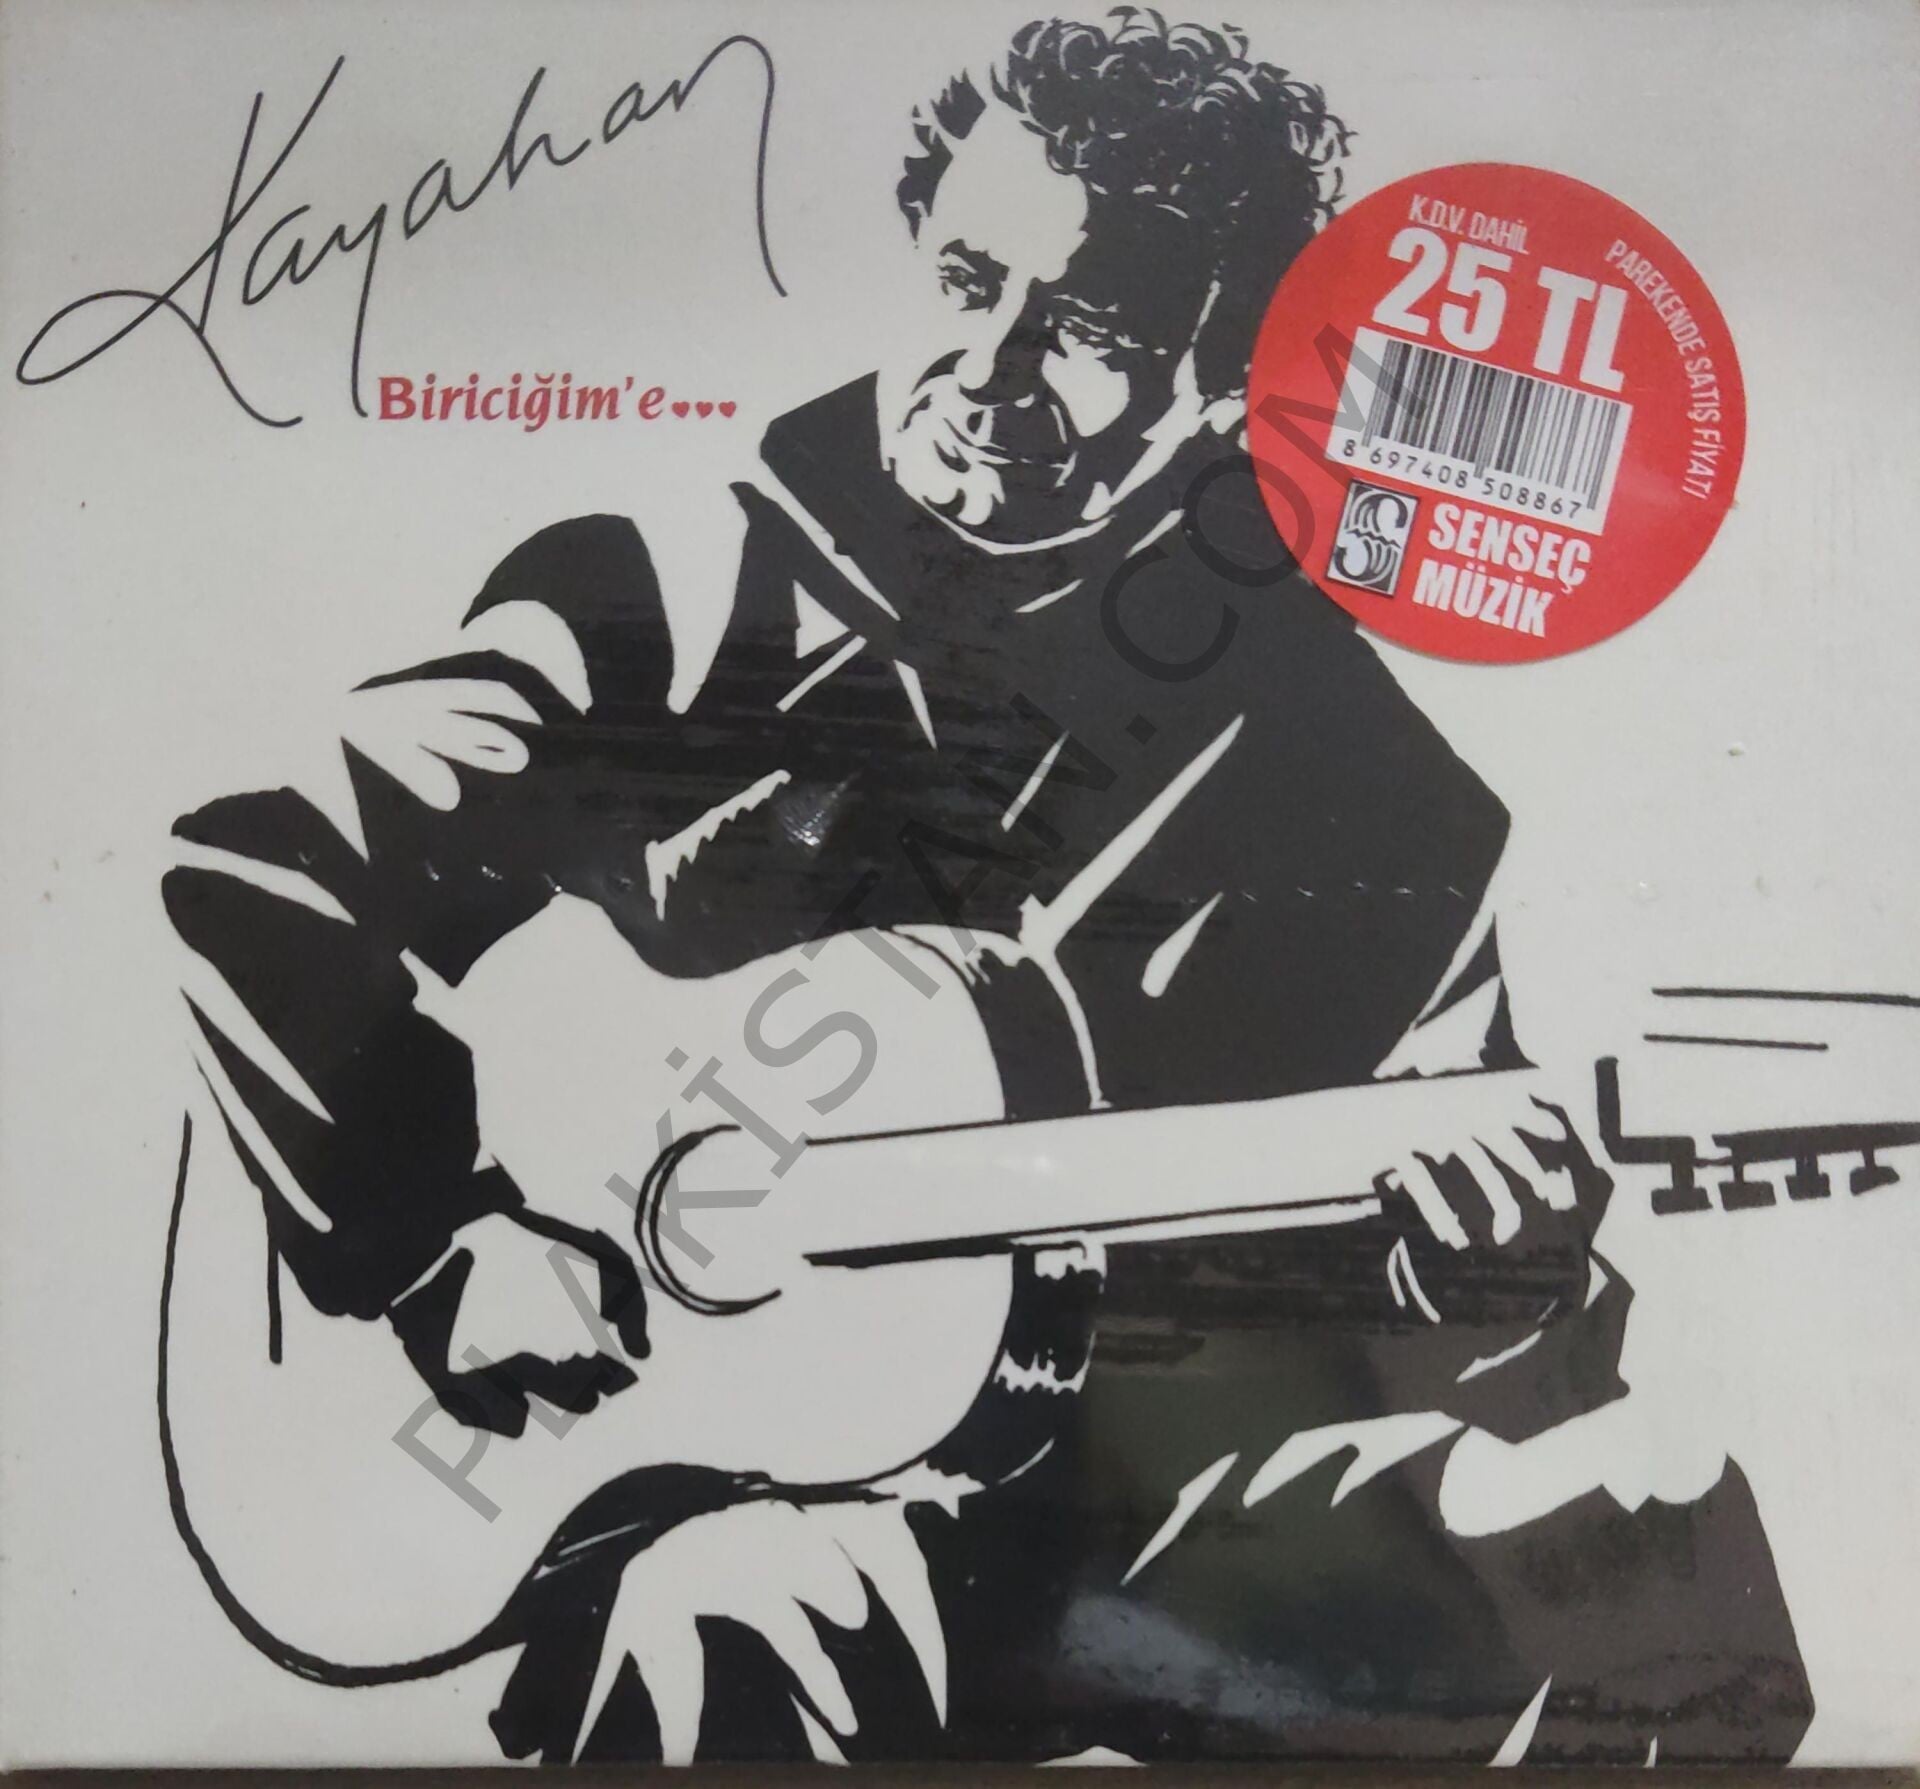 Kayahan
Biriciğim'e...
K.D.V. DAHİL
25 TL
PAREKENDE SATIŞ FİYATI
8 697408 508867
SENSEÇ
MÜZİK
PLAKİSTAN.COM